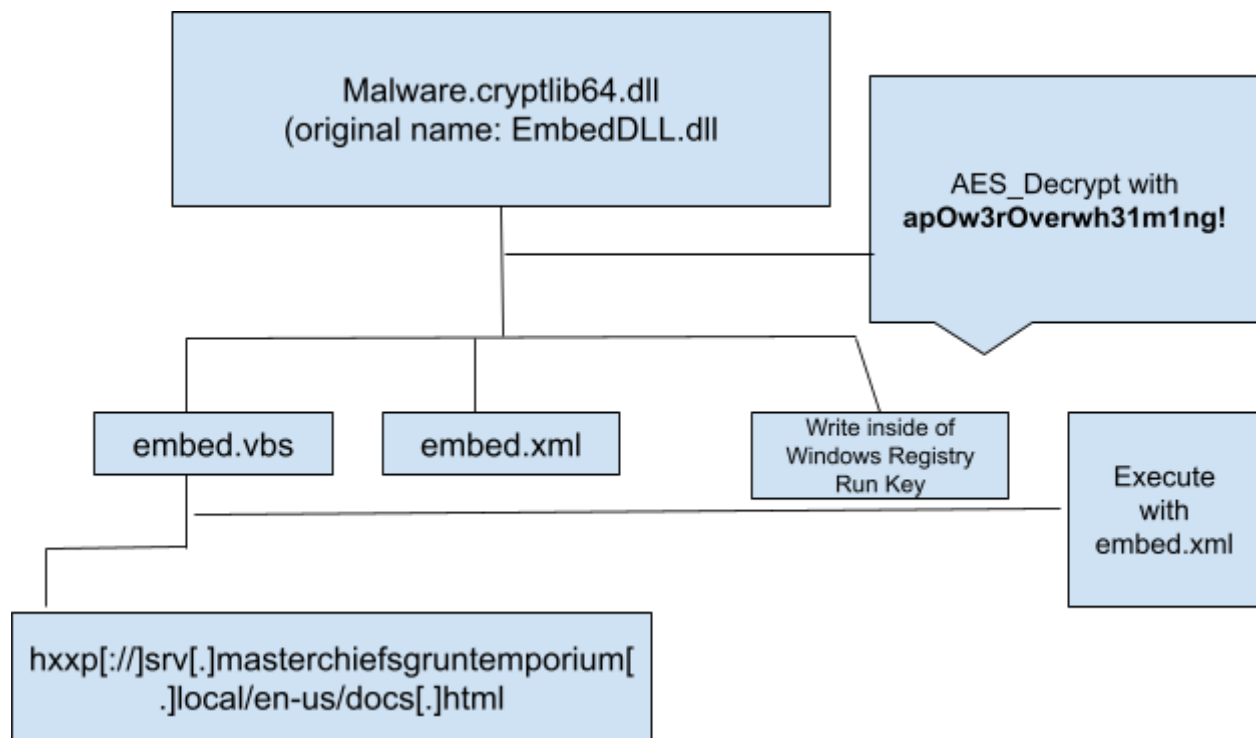 Malware.cryptlib64.dll
(original name: EmbedDLL.dll
AES_Decrypt with
apOw3rOverwh31m1ng!
embed.vbs
embed.xml
Write inside of
Windows Registry
Run Key
Execute
with
embed.xml
hxxp[://]srv[.]masterchiefsgruntemporium[
.]local/en-us/docs[.]html